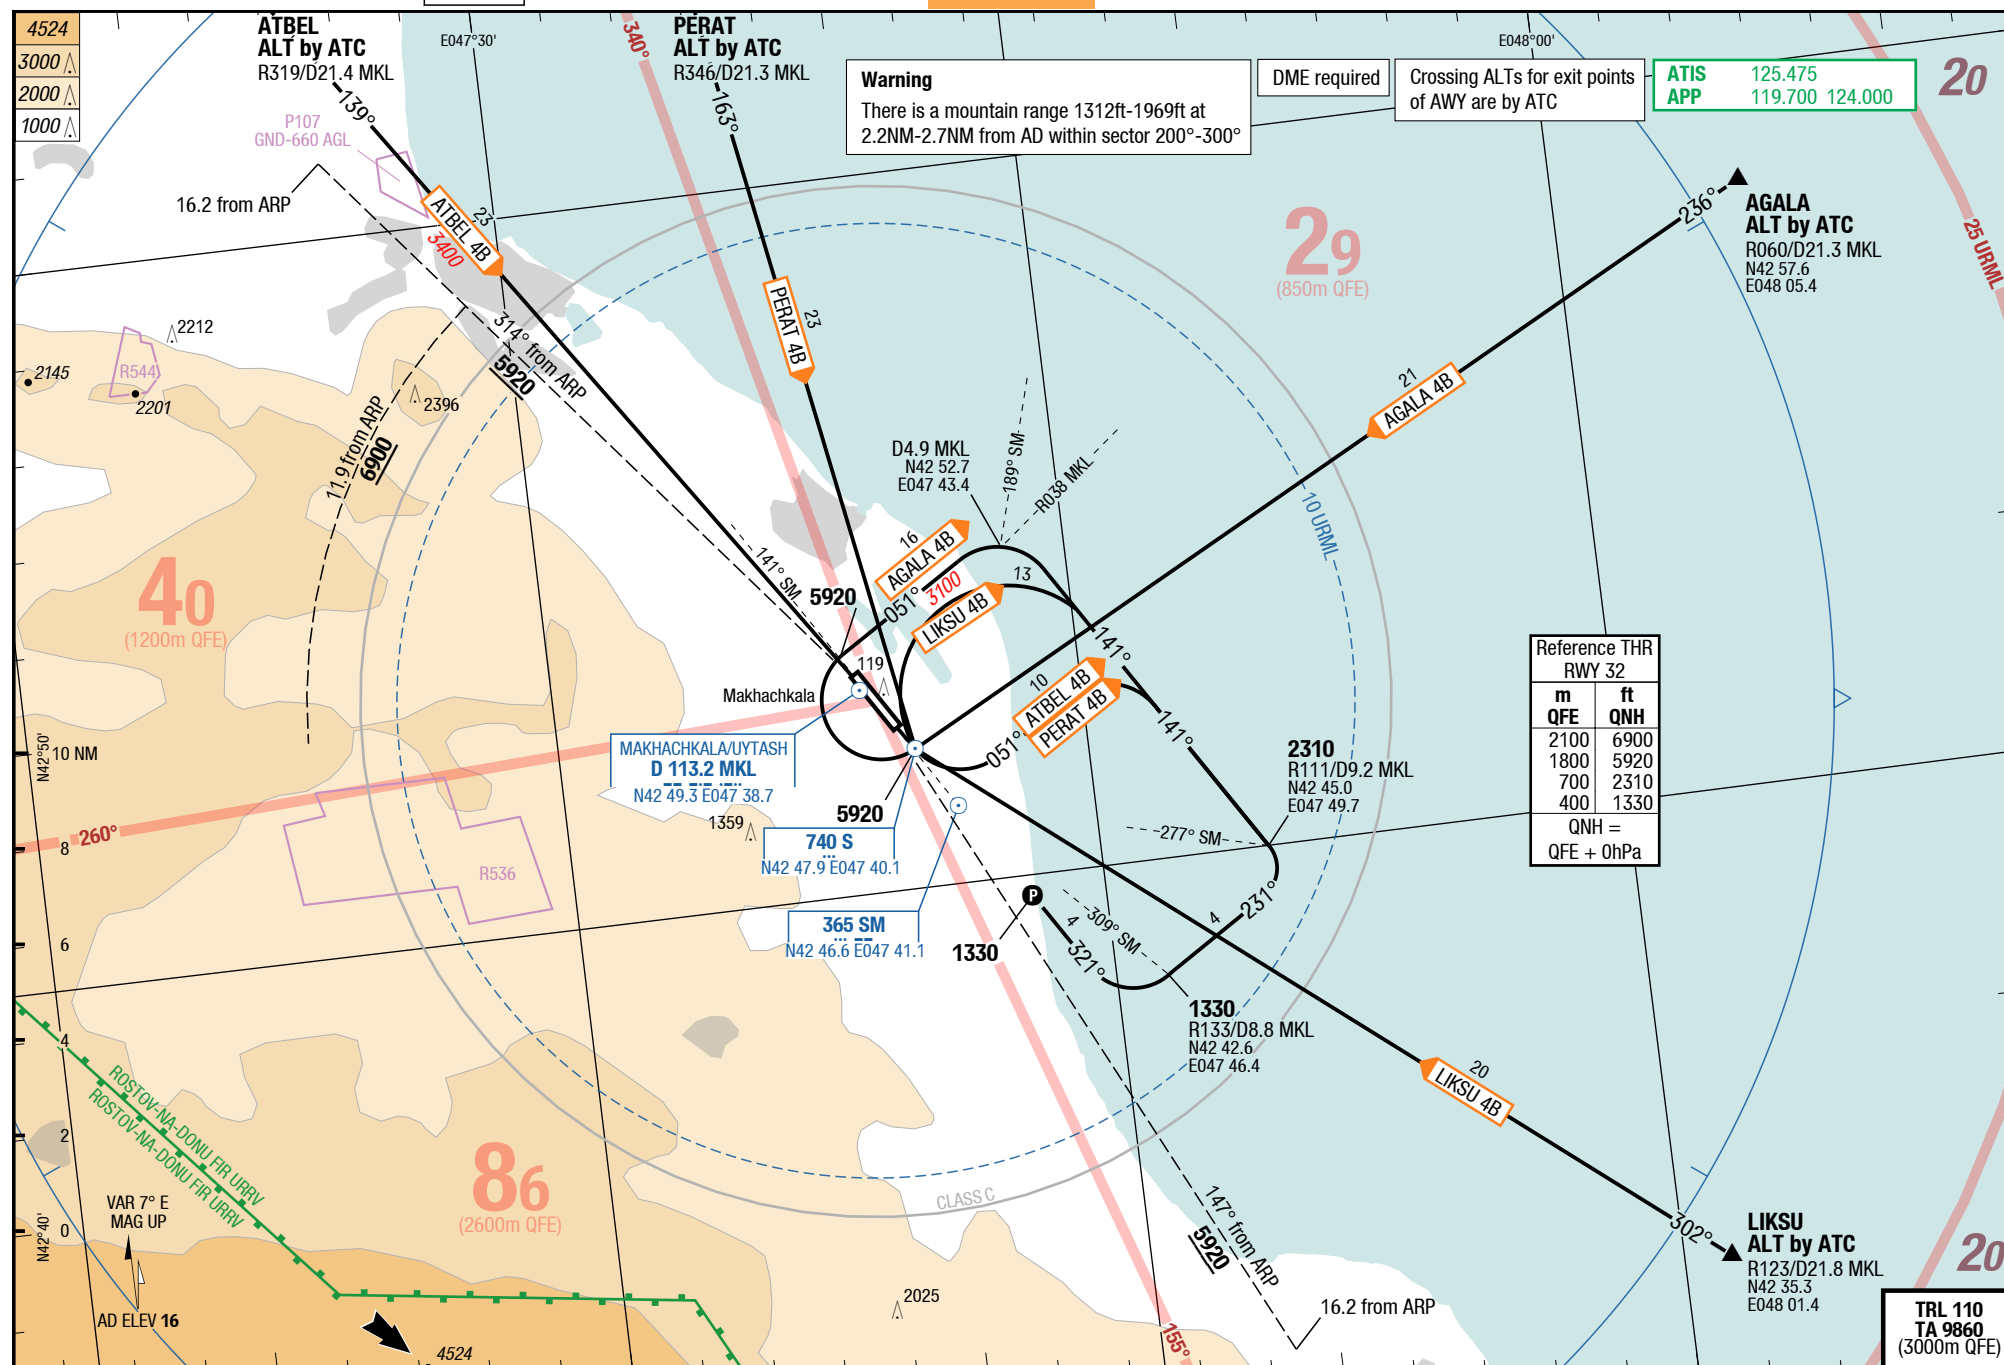 4524
3000
2000
1000
ATBEL
ALT by ATC
R319/D21.4 MKL
E047°30'
340°
PERAT
ALT by ATC
R346/D21.3 MKL
Warning
There is a mountain range 1312ft-1969ft at
2.2NM-2.7NM from AD within sector 200°-300°
DME required
E048°00'
Crossing ALTs for exit points
of AWY are by ATC
ATIS 125.475
APP 119.700 124.000
20
139°
163°
P107
GND-660 AGL
16.2 from ARP
ATBEL 4B
23
3400
PERAT 4B
23
29
(850m QFE)
236°
AGALA
ALT by ATC
R060/D21.3 MKL
N42 57.6
E048 05.4
25 URML
2212
2145
R544
2201
2396
314° from ARP
5920
11.9 from ARP
6900
21
AGALA 4B
D4.9 MKL
N42 52.7
E047 43.4
189° SM
R038 MKL
10 URML
40
(1200m QFE)
141° SM
5920
16
AGALA 4B
051°
3100
13
LIKSU 4B
141°
119
Makhachkala
10
ATBEL 4B
PERAT 4B
051°
141°
MAKHACHKALA/UYTASH
D 113.2 MKL
N42 49.3 E047 38.7
N42°50'
10 NM
8
6
4
2
0
N42°40'
260°
5920
1359
740 S
N42 47.9 E047 40.1
R536
365 SM
N42 46.6 E047 41.1
2310
R111/D9.2 MKL
N42 45.0
E047 49.7
277° SM
Reference THR
RWY 32
m ft
QFE QNH
2100 6900
1800 5920
700 2310
400 1330
QNH =
QFE + 0hPa
P
1330
4
321°
309° SM
4
231°
1330
R133/D8.8 MKL
N42 42.6
E047 46.4
20
LIKSU 4B
ROSTOV-NA-DONU FIR URRV
ROSTOV-NA-DONU FIR URRV
VAR 7° E
MAG UP
AD ELEV 16
86
(2600m QFE)
CLASS C
147° from ARP
5920
302°
LIKSU
ALT by ATC
R123/D21.8 MKL
N42 35.3
E048 01.4
20
2025
16.2 from ARP
155°
4524
TRL 110
TA 9860
(3000m QFE)